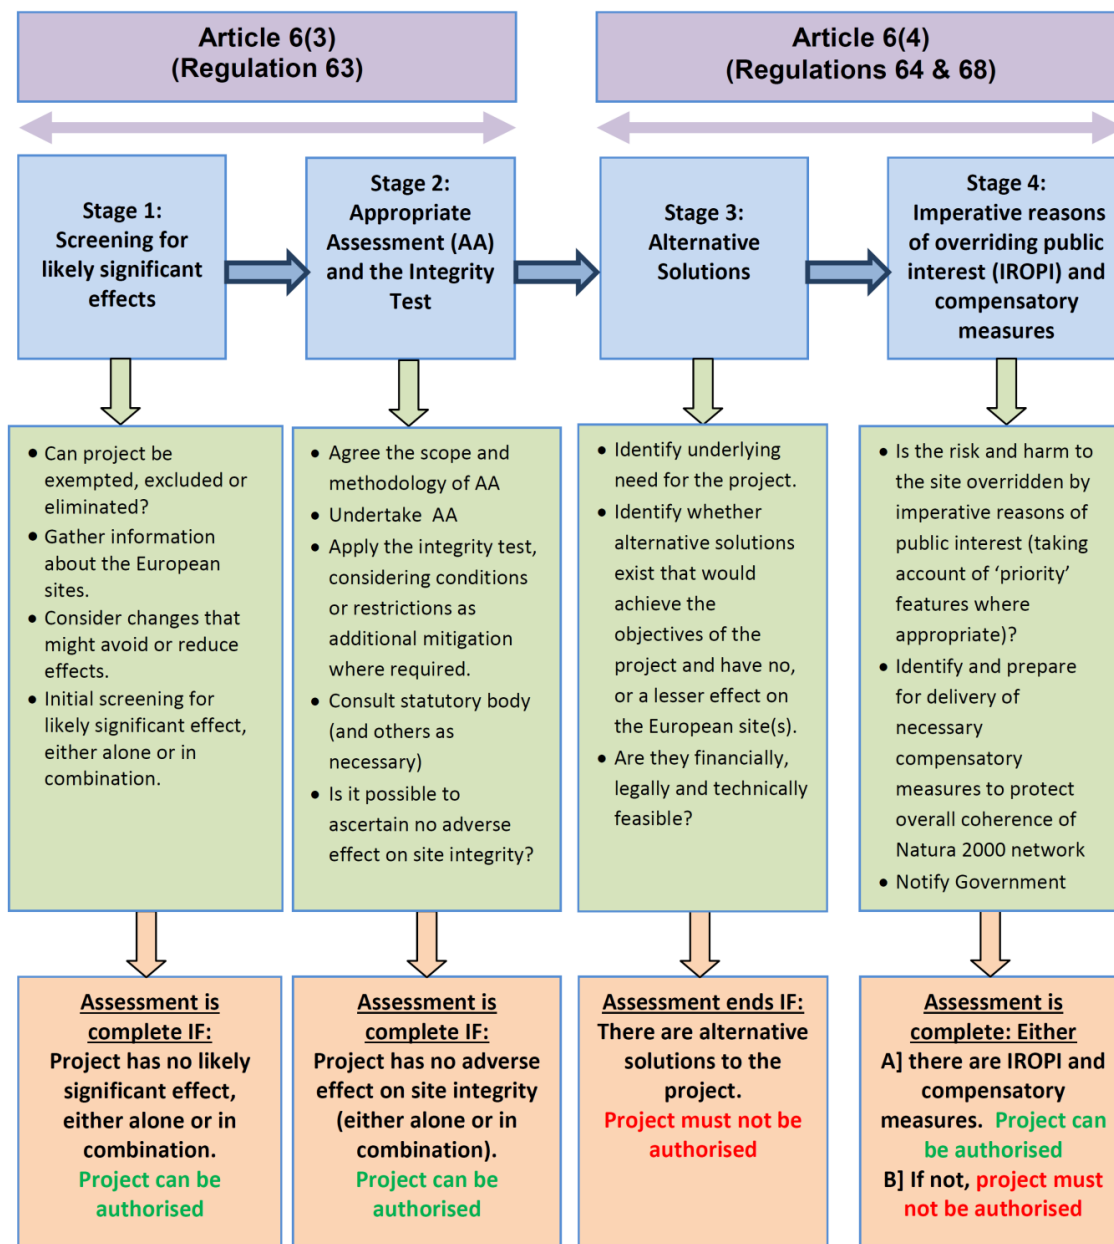 Article 6(3)
(Regulation 63)
Article 6(4)
(Regulations 64 & 68)
Stage 1:
Screening for
likely significant
effects
Stage 2:
Appropriate
Assessment (AA)
and the Integrity
Test
Stage 3:
Alternative
Solutions
Stage 4:
Imperative reasons
of overriding public
interest (IROPI) and
compensatory
measures
• Can project be
exempted, excluded or
eliminated?
• Gather information
about the European
sites.
• Consider changes that
might avoid or reduce
effects.
• Initial screening for
likely significant effect,
either alone or in
combination.
• Agree the scope and
methodology of AA
• Undertake AA
• Apply the integrity test,
considering conditions
or restrictions as
additional mitigation
where required.
• Consult statutory body
(and others as
necessary)
• Is it possible to
ascertain no adverse
effect on site integrity?
• Identify underlying
need for the project.
• Identify whether
alternative solutions
exist that would
achieve the
objectives of the
project and have no,
or a lesser effect on
the European site(s).
• Are they financially,
legally and technically
feasible?
• Is the risk and harm to
the site overridden by
imperative reasons of
public interest (taking
account of ‘priority’
features where
appropriate)?
• Identify and prepare
for delivery of
necessary
compensatory
measures to protect
overall coherence of
Natura 2000 network
• Notify Government
Assessment is
complete IF:
Project has no likely
significant effect,
either alone or in
combination.
Project can be
authorised
Assessment is
complete IF:
Project has no adverse
effect on site integrity
(either alone or in
combination).
Project can be
authorised
Assessment ends IF:
There are alternative
solutions to the
project.
Project must not be
authorised
Assessment is
complete: Either
A] there are IROPI and
compensatory
measures. Project can
be authorised
B] If not, project must
not be authorised